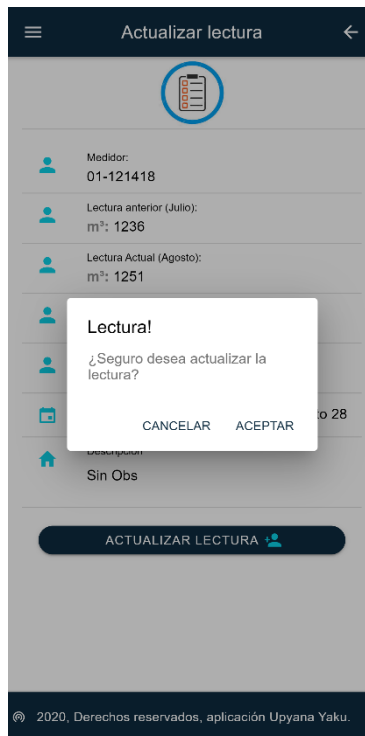 Actualizar lectura
Medidor:
01-121418
Lectura anterior (Julio):
m³: 1236
Lectura Actual (Agosto):
m³: 1251
Lectura!
¿Seguro desea actualizar la
lectura?
CANCELAR ACEPTAR
to 28
Descripción
Sin Obs
ACTUALIZAR LECTURA
2020, Derechos reservados, aplicación Upyana Yaku.